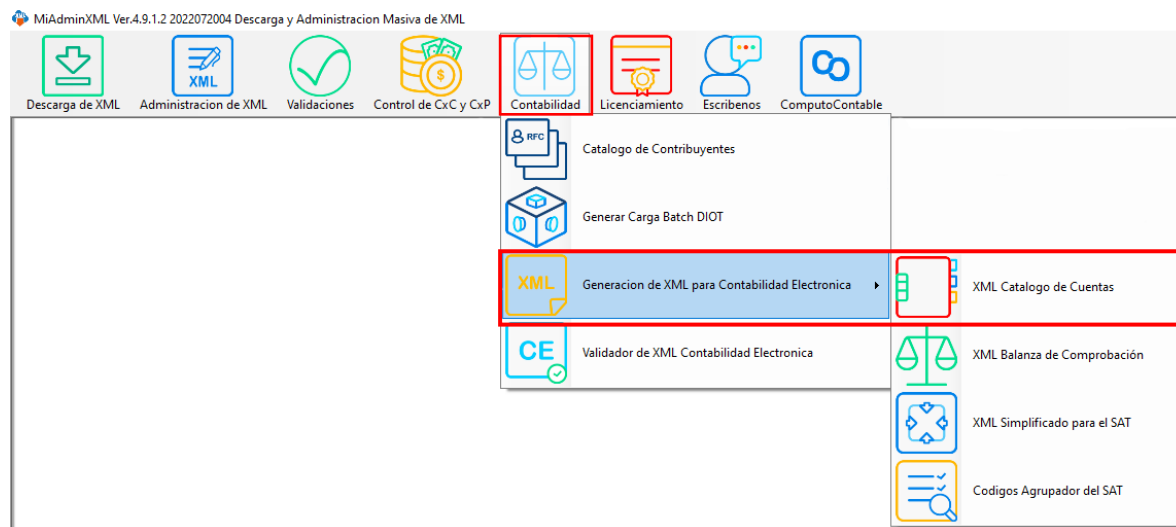 MiAdminXML Ver.4.9.1.2 2022072004 Descarga y Administracion Masiva de XML
XML
$
Descarga de XML
Administracion de XML
Validaciones
Control de CxC y CxP
Contabilidad
Licenciamiento
Escribenos
ComputoContable
RFC
Catalogo de Contribuyentes
Generar Carga Batch DIOT
XML
Generacion de XML para Contabilidad Electronica
XML Catalogo de Cuentas
CE
Validador de XML Contabilidad Electronica
XML Balanza de Comprobación
XML Simplificado para el SAT
Codigos Agrupador del SAT